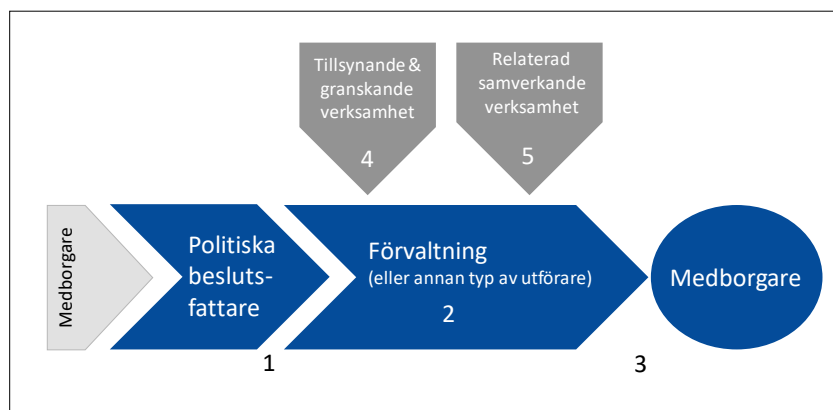 Tillsynande &
granskande
verksamhet
4
Relaterad
samverkande
verksamhet
5
Medborgare
Politiska
besluts-
fattare
Förvaltning
(eller annan typ av utförare)
2
Medborgare
1
3